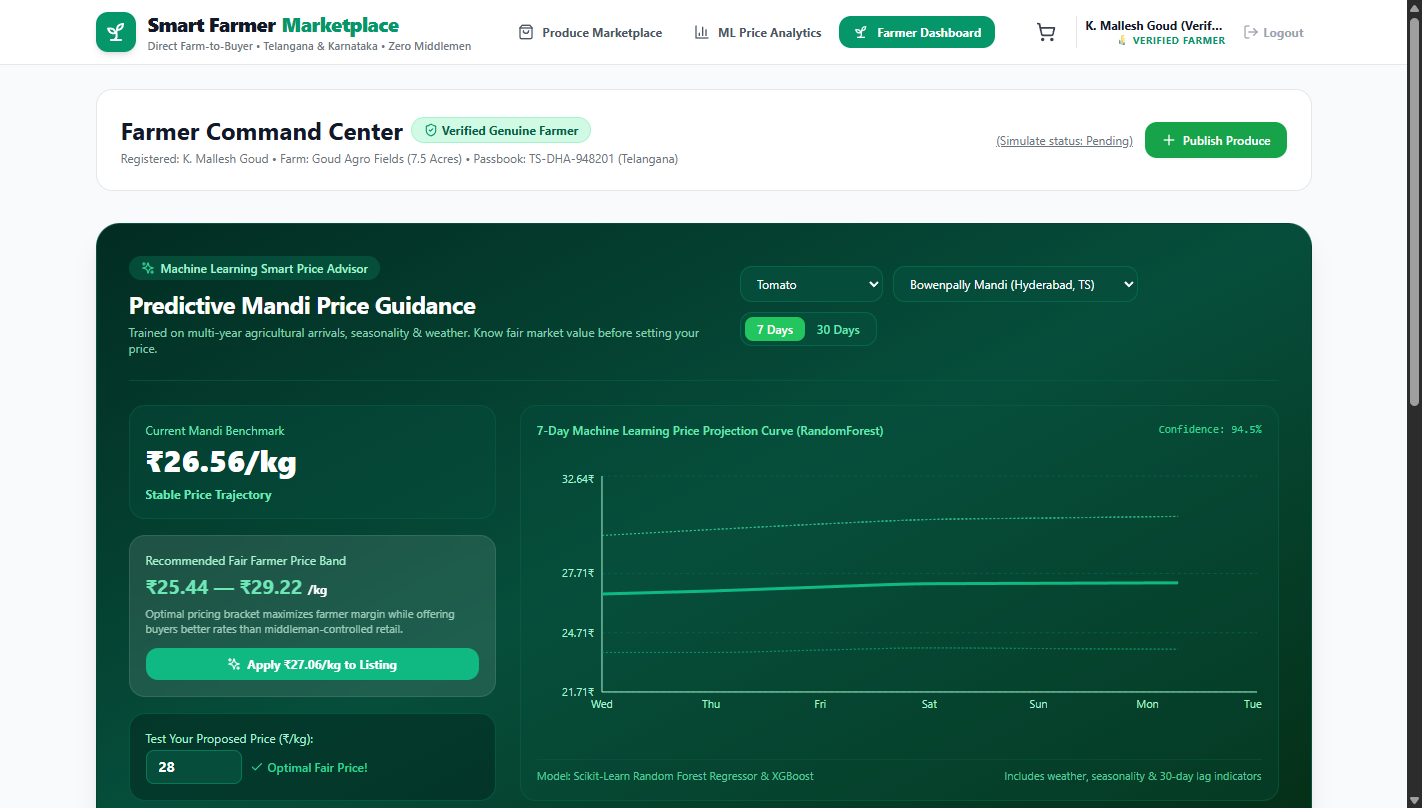 Smart Farmer Marketplace
Direct Farm-to-Buyer • Telangana & Karnataka • Zero Middlemen
Produce Marketplace
ML Price Analytics
Farmer Dashboard
K. Mallesh Goud (Verif...
VERIFIED FARMER
Logout
Farmer Command Center
Verified Genuine Farmer
Registered: K. Mallesh Goud • Farm: Goud Agro Fields (7.5 Acres) • Passbook: TS-DHA-948201 (Telangana)
(Simulate status: Pending)
Publish Produce
Machine Learning Smart Price Advisor
Predictive Mandi Price Guidance
Trained on multi-year agricultural arrivals, seasonality & weather. Know fair market value before setting your
price.
Tomato
Bowenpally Mandi (Hyderabad, TS)
7 Days
30 Days
Current Mandi Benchmark
₹26.56/kg
Stable Price Trajectory
Recommended Fair Farmer Price Band
₹25.44 — ₹29.22 /kg
Optimal pricing bracket maximizes farmer margin while offering
buyers better rates than middleman-controlled retail.
Apply ₹27.06/kg to Listing
Test Your Proposed Price (₹/kg):
28
Optimal Fair Price!
7-Day Machine Learning Price Projection Curve (RandomForest)
Confidence: 94.5%
32.64₹
27.71₹
24.71₹
21.71₹
Wed Thu Fri Sat Sun Mon Tue
Model: Scikit-Learn Random Forest Regressor & XGBoost
Includes weather, seasonality & 30-day lag indicators